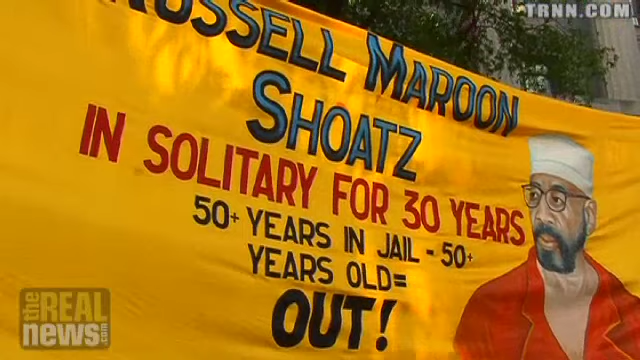 TRNN.COM
RUSSELL MAROON
SHOATZ
IN SOLITARY FOR 30 YEARS
50+ YEARS IN JAIL - 50+
YEARS OLD=
OUT!
the REAL
news.com